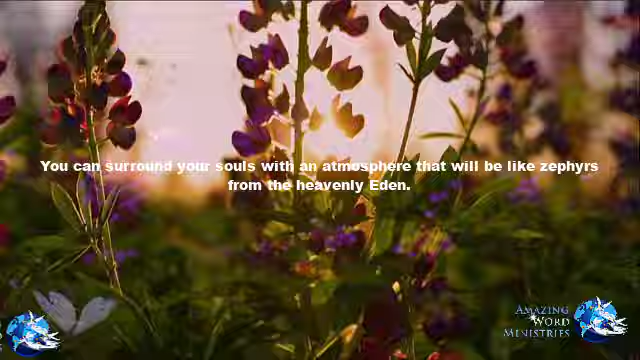 You can surround your souls with an atmosphere that will be like zephyrs
from the heavenly Eden.
AMAZING
WORD
MINISTRIES